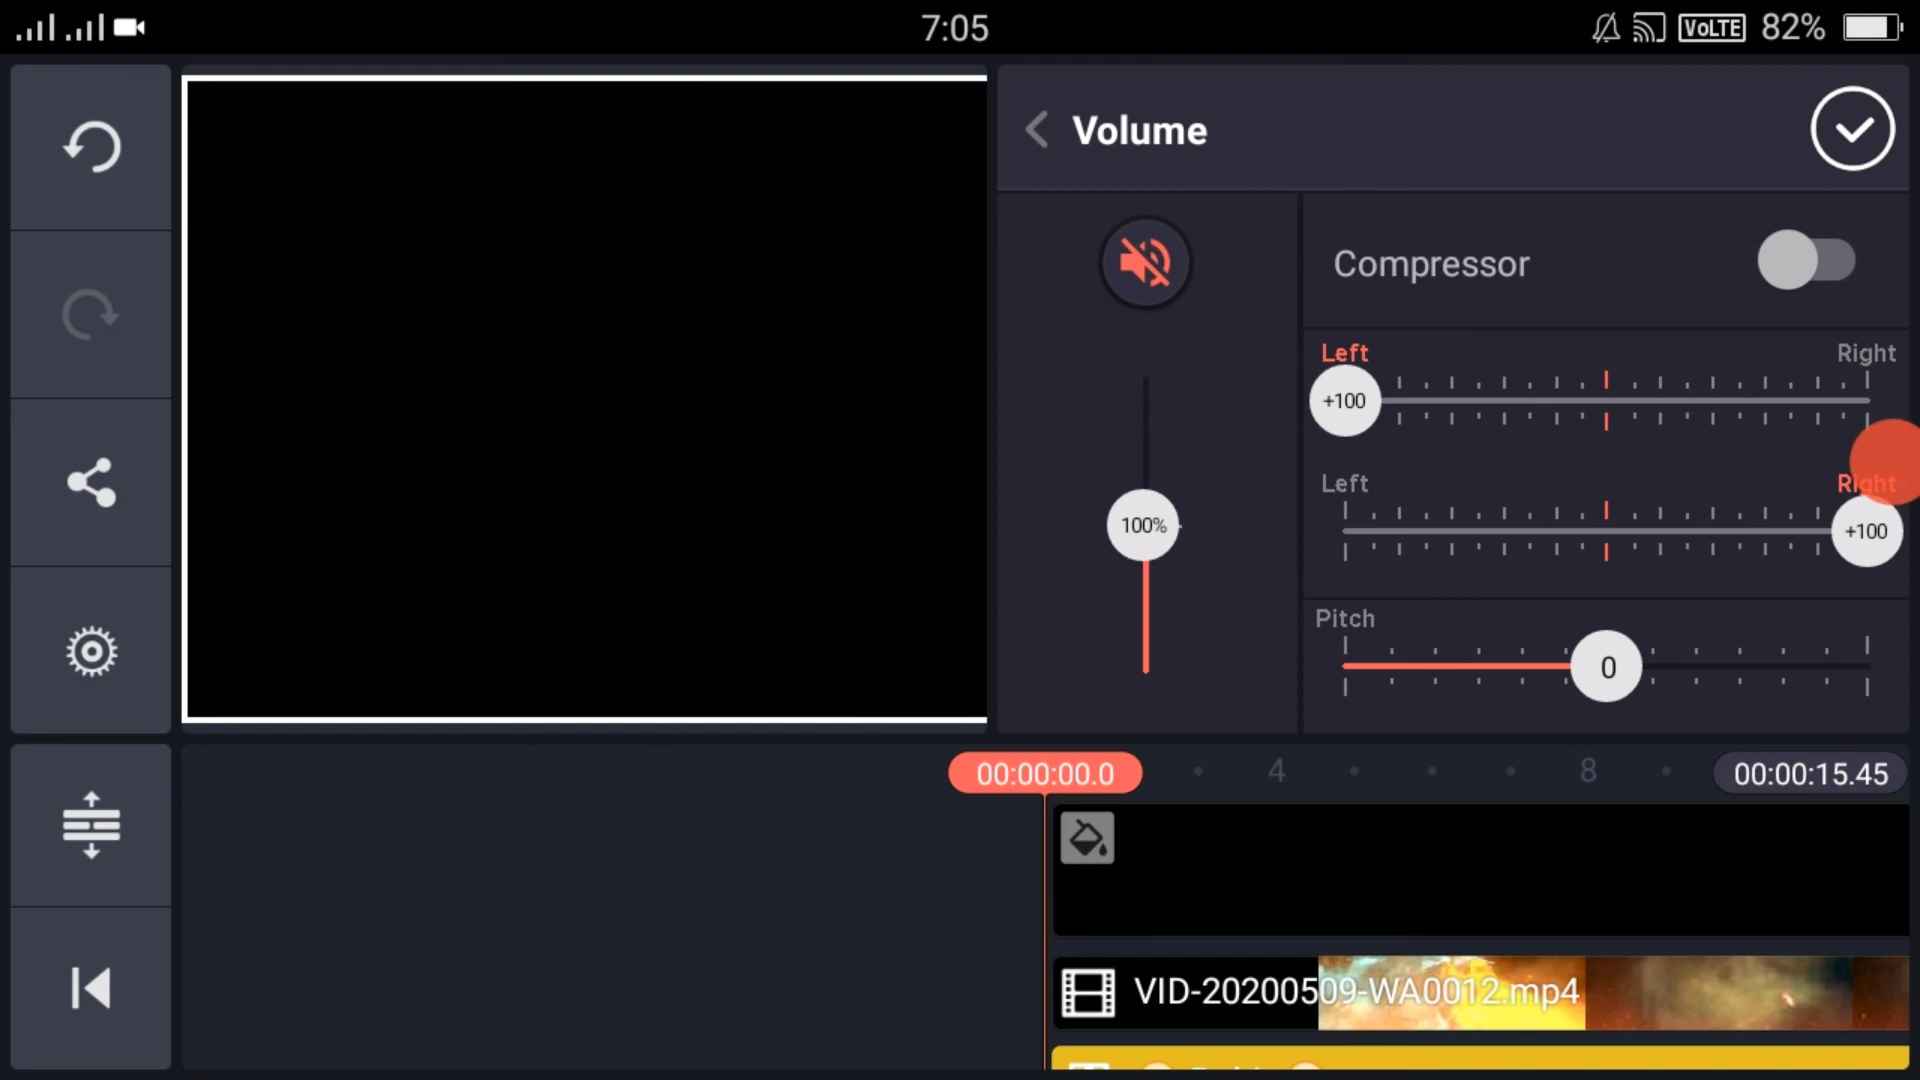 7:05
VoLTE 82%
Volume
Compressor
Left Right
+100
Left Right
+100
100%
Pitch
0
00:00:00.0 4 8 00:00:15.45
VID-20200509-WA0012.mp4